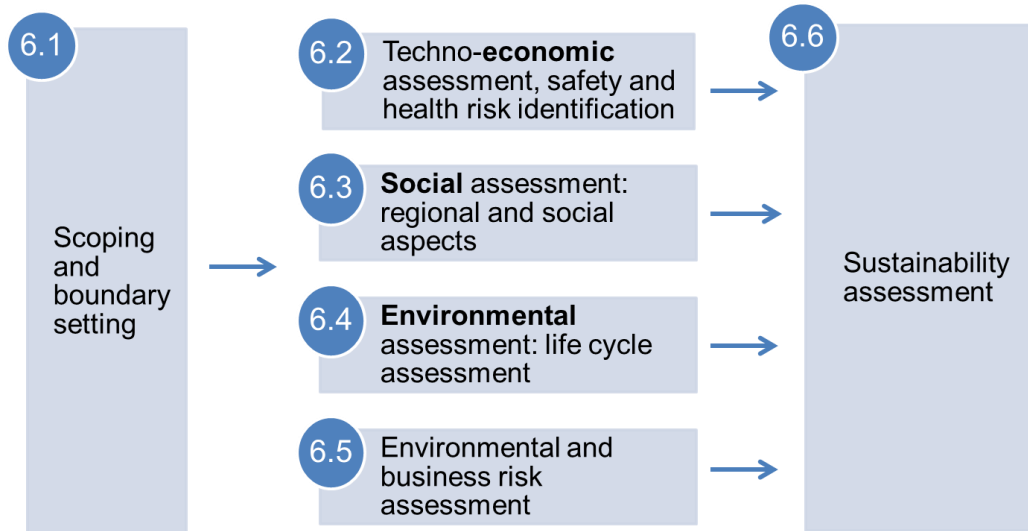 6.1
Scoping
and
boundary
setting
6.2
Techno-economic
assessment, safety and
health risk identification
6.3
Social assessment:
regional and social
aspects
6.4
Environmental
assessment: life cycle
assessment
6.5
Environmental and
business risk
assessment
6.6
Sustainability
assessment